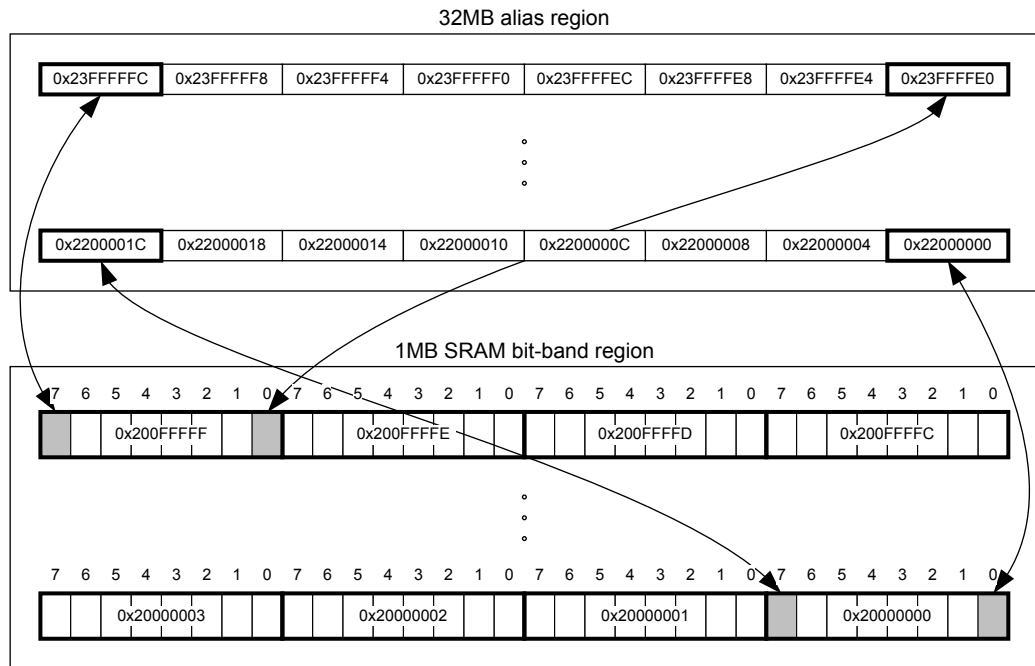 32MB alias region
0x23FFFFFC 0x23FFFFF8 0x23FFFFF4 0x23FFFFF0 0x23FFFFEC 0x23FFFFE8 0x23FFFFE4 0x23FFFFE0
0x2200001C 0x22000018 0x22000014 0x22000010 0x2200000C 0x22000008 0x22000004 0x22000000
1MB SRAM bit-band region
7 6 5 4 3 2 1 0 7 6 5 4 3 2 1 0 7 6 5 4 3 2 1 0 7 6 5 4 3 2 1 0
0x200FFFFF 0x200FFFFE 0x200FFFFD 0x200FFFFC
7 6 5 4 3 2 1 0 7 6 5 4 3 2 1 0 7 6 5 4 3 2 1 0 7 6 5 4 3 2 1 0
0x20000003 0x20000002 0x20000001 0x20000000